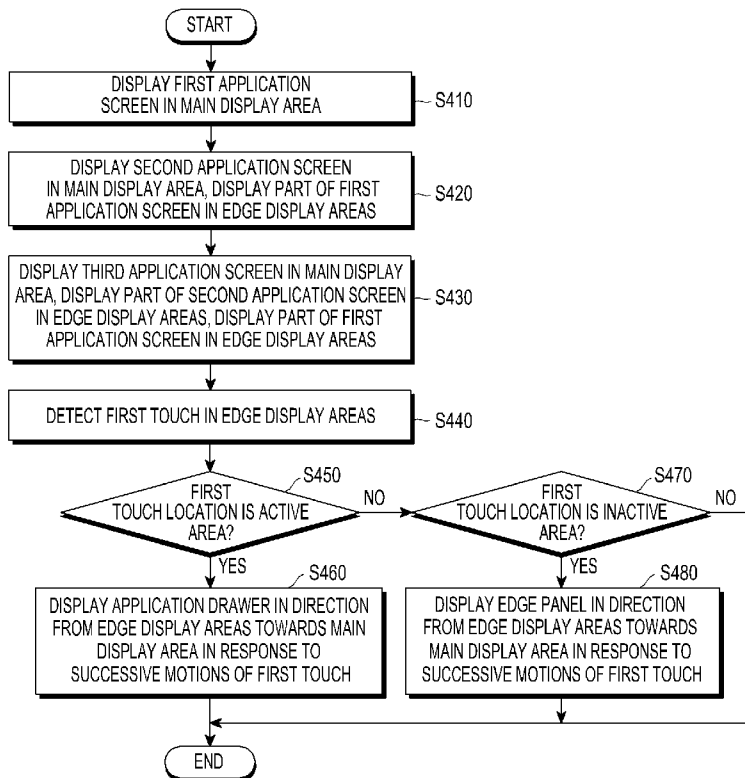 START
DISPLAY FIRST APPLICATION
SCREEN IN MAIN DISPLAY AREA
S410
DISPLAY SECOND APPLICATION SCREEN
IN MAIN DISPLAY AREA, DISPLAY PART OF FIRST
APPLICATION SCREEN IN EDGE DISPLAY AREAS
S420
DISPLAY THIRD APPLICATION SCREEN IN MAIN DISPLAY
AREA, DISPLAY PART OF SECOND APPLICATION SCREEN
IN EDGE DISPLAY AREAS, DISPLAY PART OF FIRST
APPLICATION SCREEN IN EDGE DISPLAY AREAS
S430
DETECT FIRST TOUCH IN EDGE DISPLAY AREAS
S440
S450
FIRST
TOUCH LOCATION IS ACTIVE
AREA?
NO
YES
S470
FIRST
TOUCH LOCATION IS INACTIVE
AREA?
NO
YES
S460
DISPLAY APPLICATION DRAWER IN DIRECTION
FROM EDGE DISPLAY AREAS TOWARDS MAIN
DISPLAY AREA IN RESPONSE TO
SUCCESSIVE MOTIONS OF FIRST TOUCH
S480
DISPLAY EDGE PANEL IN DIRECTION
FROM EDGE DISPLAY AREAS TOWARDS
MAIN DISPLAY AREA IN RESPONSE TO
SUCCESSIVE MOTIONS OF FIRST TOUCH
END